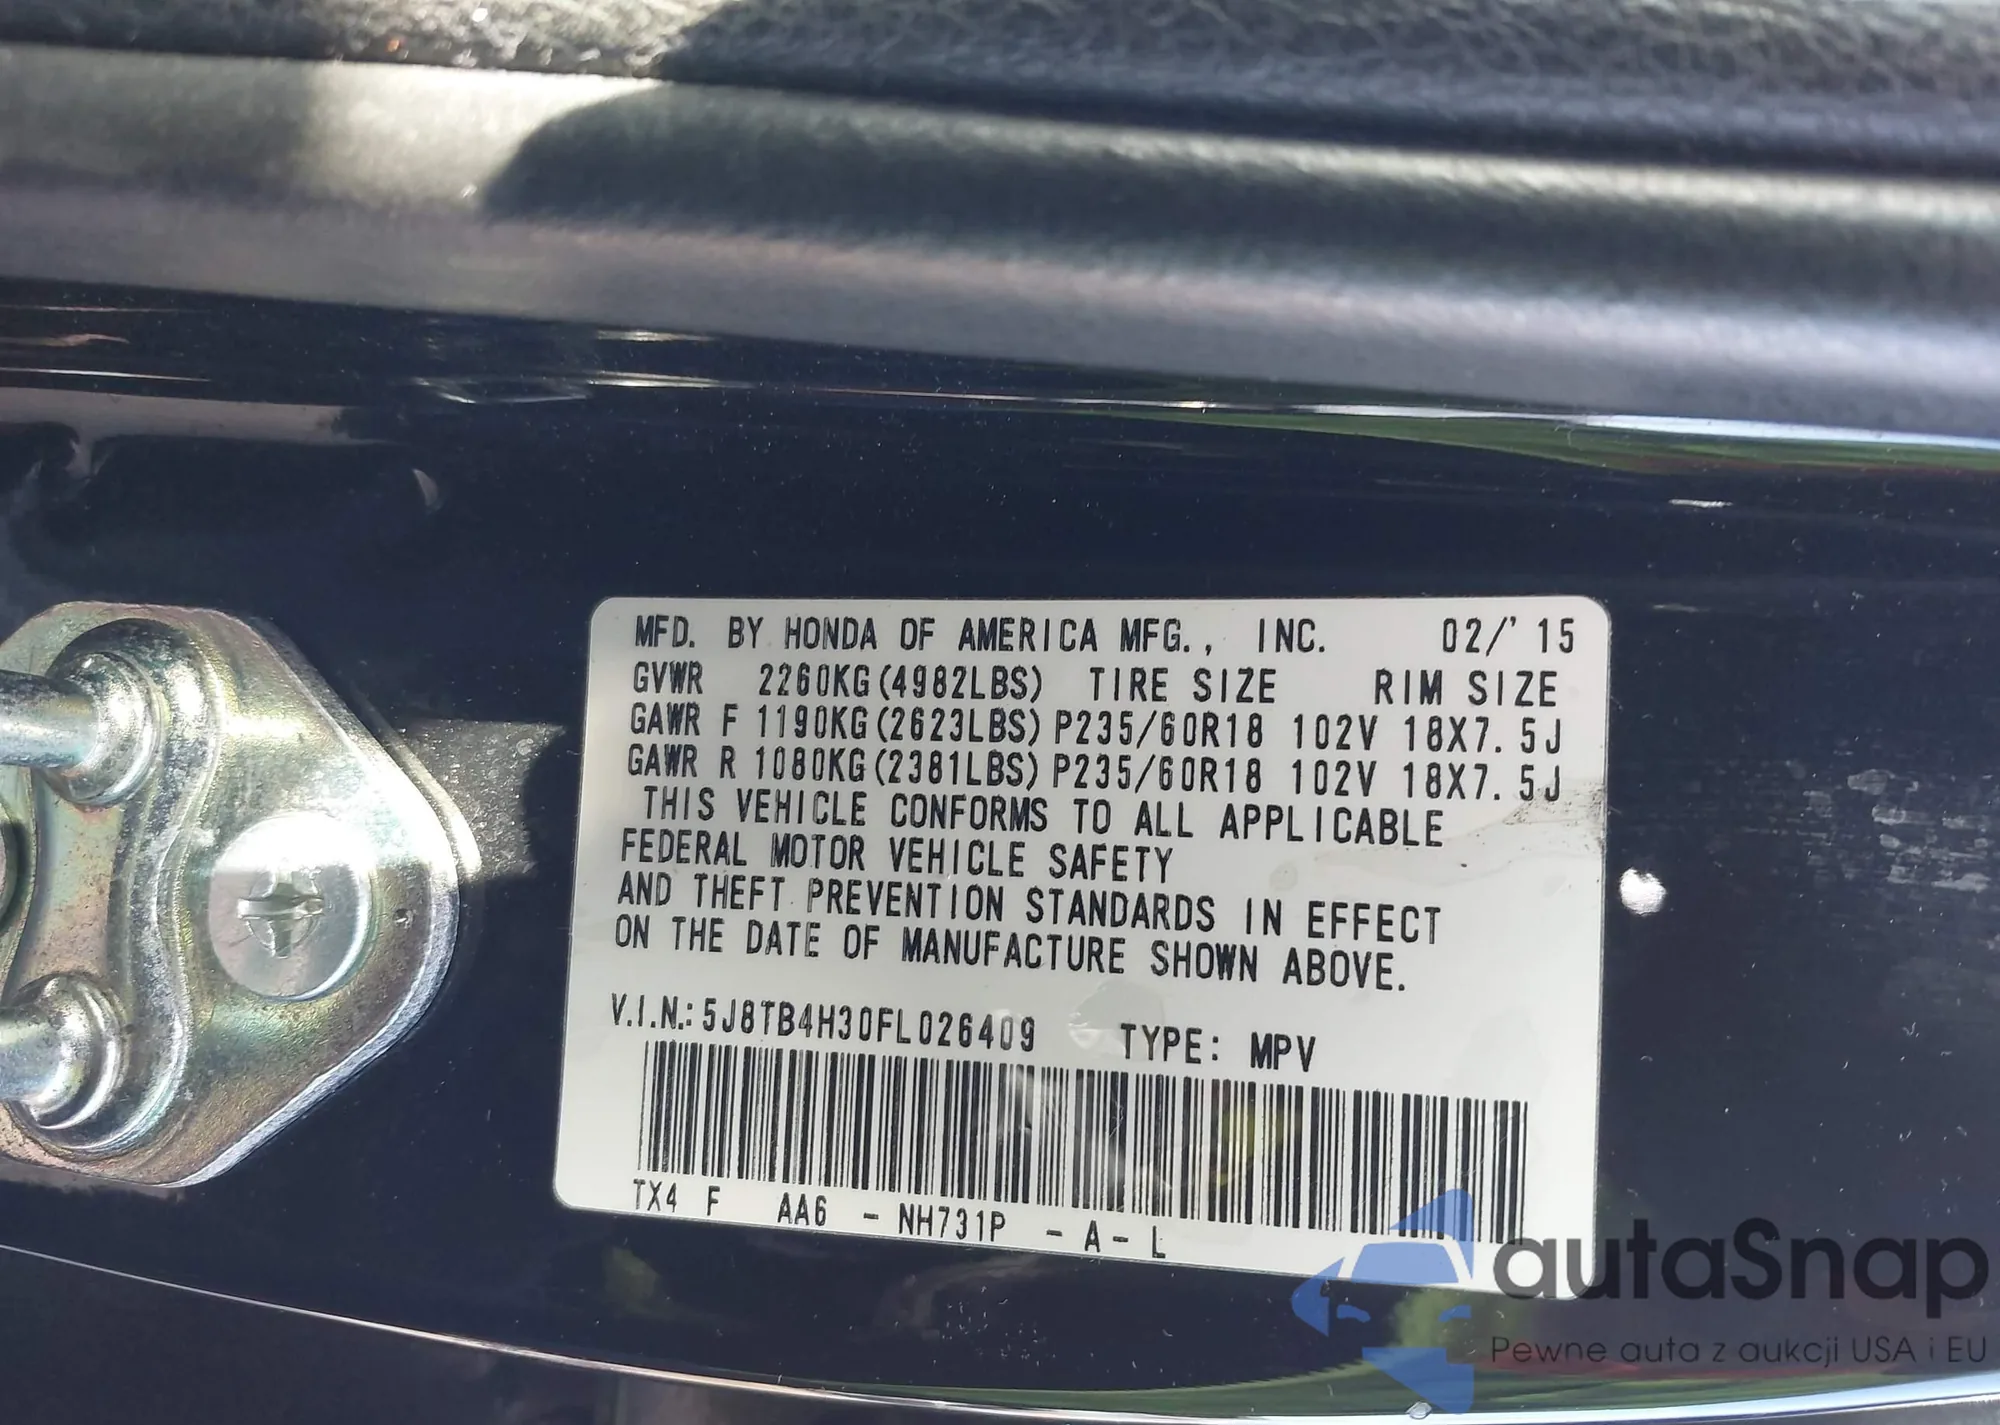 MFD. BY HONDA OF AMERICA MFG., INC. 02/'15
GVWR 2260KG(4982LBS) TIRE SIZE RIM SIZE
GAWR F 1190KG(2623LBS) P235/60R18 102V 18X7.5J
GAWR R 1080KG(2381LBS) P235/60R18 102V 18X7.5J
THIS VEHICLE CONFORMS TO ALL APPLICABLE
FEDERAL MOTOR VEHICLE SAFETY
AND THEFT PREVENTION STANDARDS IN EFFECT
ON THE DATE OF MANUFACTURE SHOWN ABOVE.
V.I.N.: 5J8TB4H30FL026409 TYPE: MPV
TX4 F AA6 - NH731P - A - L
autaSnap
Pewne auta z aukcji USA i EU